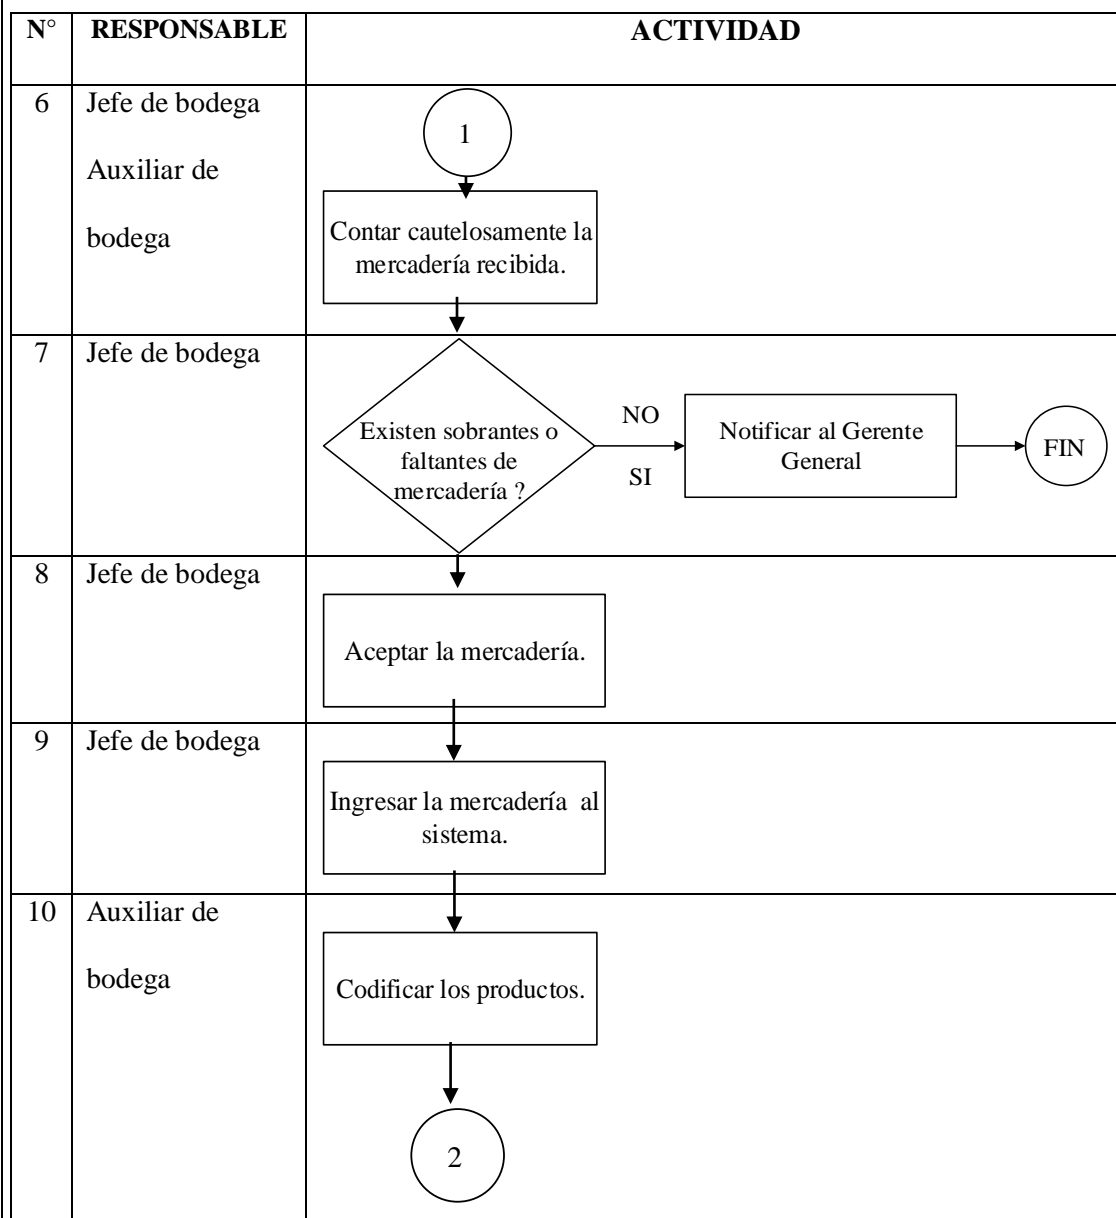 N°
RESPONSABLE
ACTIVIDAD
6
Jefe de bodega
Auxiliar de
bodega
1
Contar cautelosamente la
mercadería recibida.
7
Jefe de bodega
Existen sobrantes o
faltantes de
mercadería ?
NO
SI
Notificar al Gerente
General
FIN
8
Jefe de bodega
Aceptar la mercadería.
9
Jefe de bodega
Ingresar la mercadería al
sistema.
10
Auxiliar de
bodega
Codificar los productos.
2